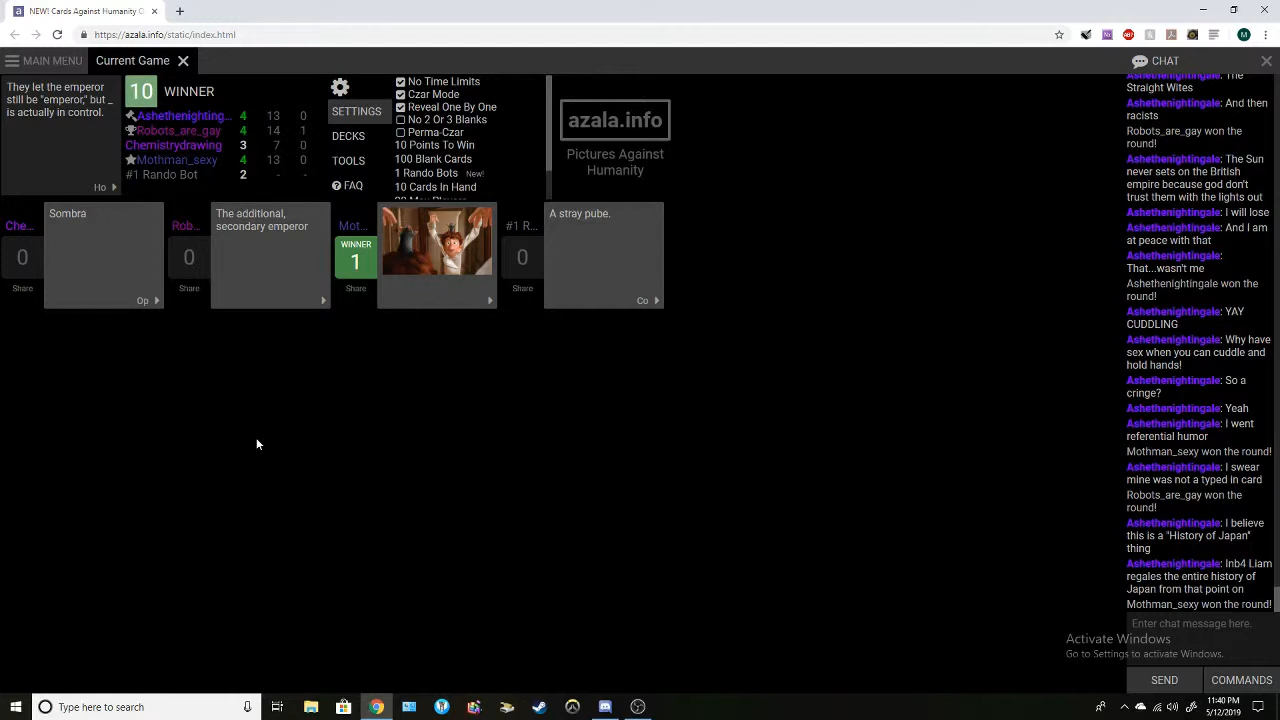 NEW! Cards Against Humanity O
https://azala.info/static/index.html
MAIN MENU
Current Game
They let the emperor
still be "emperor," but _
is actually in control.
Ho
10 WINNER
Ashethenighting... 4 13 0
Robots_are_gay 4 14 1
Chemistrydrawing 3 7 0
Mothman_sexy 4 13 0
#1 Rando Bot 2 - -
SETTINGS
DECKS
TOOLS
FAQ
No Time Limits
Czar Mode
Reveal One By One
No 2 Or 3 Blanks
Perma-Czar
10 Points To Win
100 Blank Cards
1 Rando Bots New!
10 Cards In Hand
azala.info
Pictures Against
Humanity
Che...
0
Share
Sombra
Op
Rob...
0
Share
The additional,
secondary emperor
Mot...
WINNER
1
Share
#1 R...
0
Share
A stray pube.
Co
CHAT
Ashethenightingale: The
Straight Wites
Ashethenightingale: And then
racists
Robots_are_gay won the
round!
Ashethenightingale: The Sun
never sets on the British
empire because god don't
trust them with the lights out
Ashethenightingale: I will lose
Ashethenightingale: And I am
at peace with that
Ashethenightingale:
That...wasn't me
Ashethenightingale won the
round!
Ashethenightingale: YAY
CUDDLING
Ashethenightingale: Why have
sex when you can cuddle and
hold hands!
Ashethenightingale: So a
cringe?
Ashethenightingale: Yeah
Ashethenightingale: I went
referential humor
Mothman_sexy won the round!
Ashethenightingale: I swear
mine was not a typed in card
Robots_are_gay won the
round!
Ashethenightingale: I believe
this is a "History of Japan"
thing
Ashethenightingale: Inb4 Liam
regales the entire history of
Japan from that point on
Mothman_sexy won the round!
Enter chat message here.
Activate Windows
Go to Settings to activate Windows.
SEND
COMMANDS
Type here to search
11:40 PM
5/12/2019